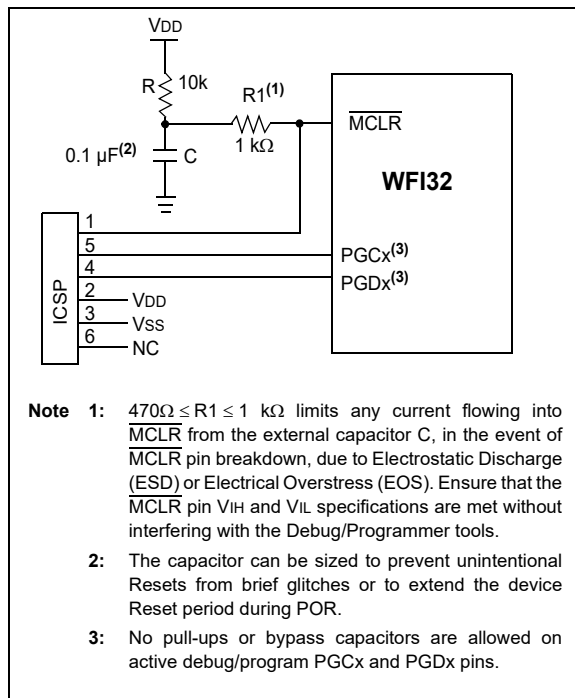 VDD
R 10k
R1(1)
1 kΩ
MCLR
0.1 µF(2) C
WFI32
ICSP
1
5
4
2
3
6
PGCx(3)
PGDx(3)
VDD
VSS
NC
Note 1: 470Ω ≤ R1 ≤ 1 kΩ limits any current flowing into
MCLR from the external capacitor C, in the event of
MCLR pin breakdown, due to Electrostatic Discharge
(ESD) or Electrical Overstress (EOS). Ensure that the
MCLR pin VIH and VIL specifications are met without
interfering with the Debug/Programmer tools.
2: The capacitor can be sized to prevent unintentional
Resets from brief glitches or to extend the device
Reset period during POR.
3: No pull-ups or bypass capacitors are allowed on
active debug/program PGCx and PGDx pins.